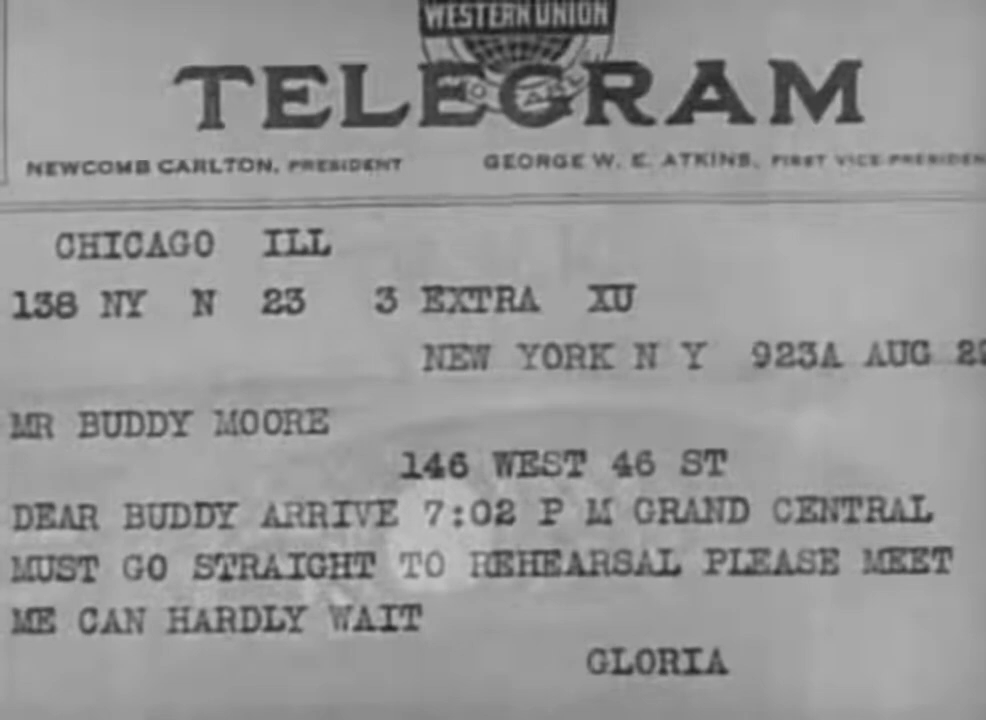 WESTERN UNION
TELEGRAM
NEWCOMB CARLTON, PRESIDENT GEORGE W. E. ATKINS, FIRST VICE-PRESIDEN
CHICAGO ILL
138 NY N 23 3 EXTRA XU
NEW YORK N Y 923A AUG 29
MR BUDDY MOORE
146 WEST 46 ST
DEAR BUDDY ARRIVE 7:02 P M GRAND CENTRAL
MUST GO STRAIGHT TO REHEARSAL PLEASE MEET
ME CAN HARDLY WAIT
GLORIA